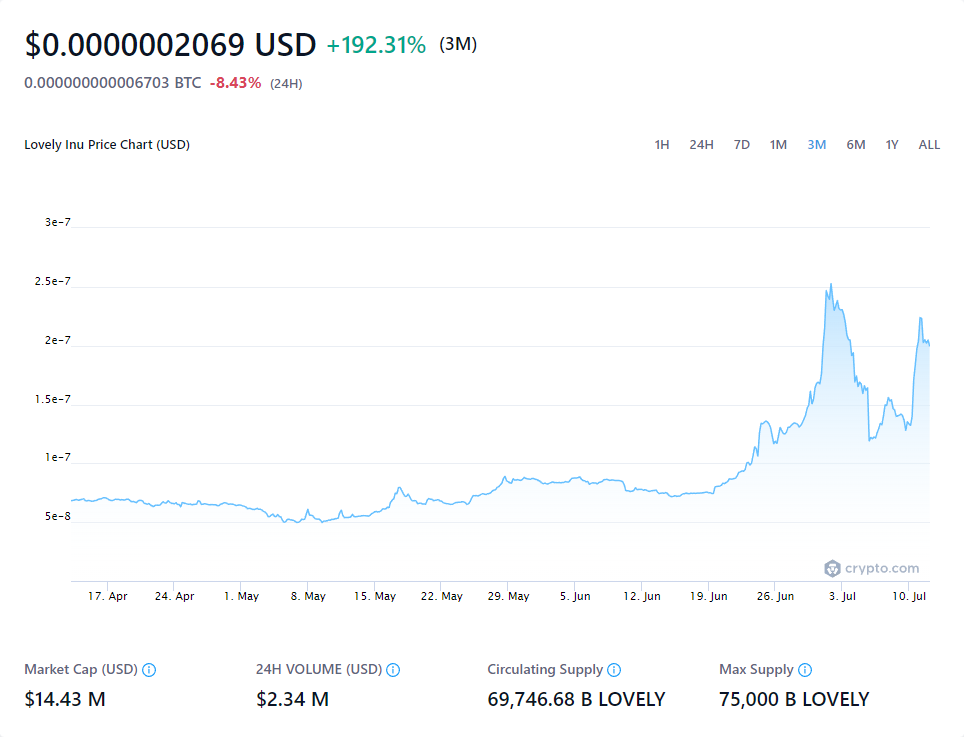 $0.0000002069 USD +192.31% (3M)
0.000000000006703 BTC -8.43% (24H)
Lovely Inu Price Chart (USD) 1H 24H 7D 1M 3M 6M 1Y ALL
3e-7
2.5e-7
2e-7
1.5e-7
1e-7
5e-8
crypto.com
17. Apr 24. Apr 1. May 8. May 15. May 22. May 29. May 5. Jun 12. Jun 19. Jun 26. Jun 3. Jul 10. Jul
Market Cap (USD) 24H VOLUME (USD) Circulating Supply Max Supply
$14.43 M $2.34 M 69,746.68 B LOVELY 75,000 B LOVELY